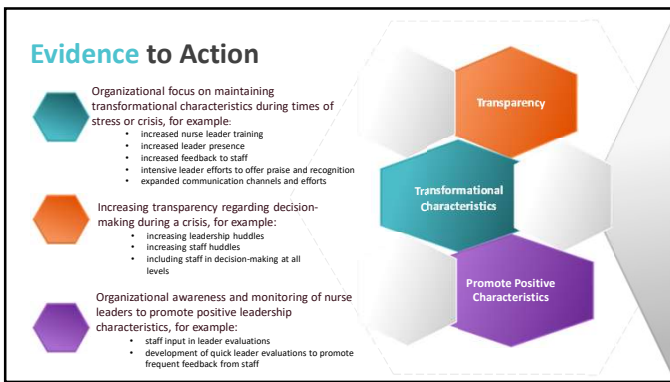 Evidence to Action
Organizational focus on maintaining
transformational characteristics during times of
stress or crisis, for example:
• increased nurse leader training
• increased leader presence
• increased feedback to staff
• intensive leader efforts to offer praise and recognition
• expanded communication channels and efforts
Increasing transparency regarding decision-
making during a crisis, for example:
• increasing leadership huddles
• increasing staff huddles
• including staff in decision-making at all
levels
Organizational awareness and monitoring of nurse
leaders to promote positive leadership
characteristics, for example:
• staff input in leader evaluations
• development of quick leader evaluations to promote
frequent feedback from staff
Transparency
Transformational
Characteristics
Promote Positive
Characteristics